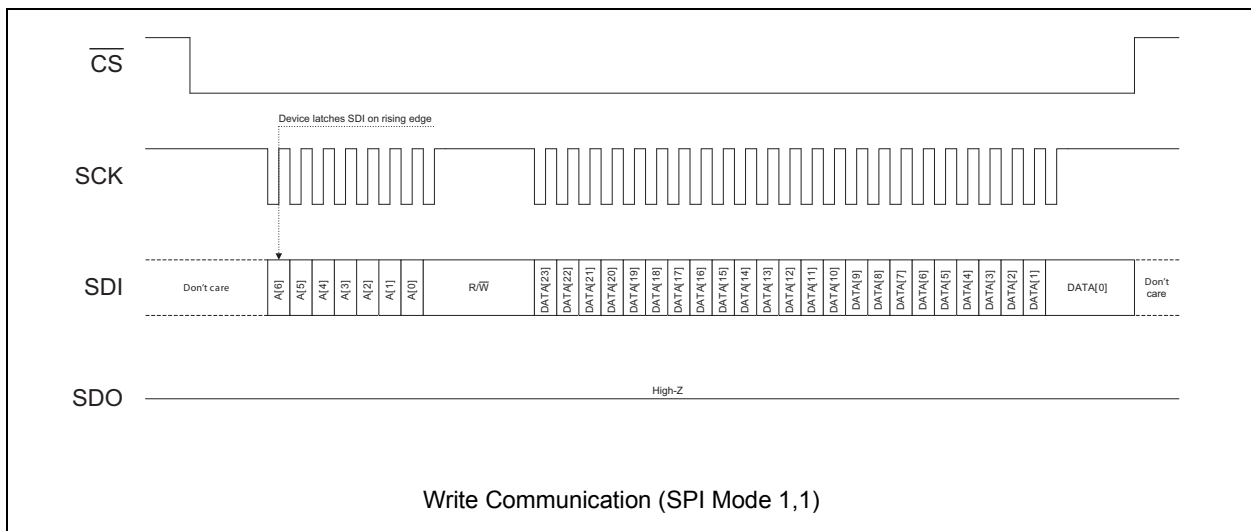 CS
Device latches SDI on rising edge
SCK
SDI
Don't care
A[6]
A[5]
A[4]
A[3]
A[2]
A[1]
A[0]
R/W
DATA[23]
DATA[22]
DATA[21]
DATA[20]
DATA[19]
DATA[18]
DATA[17]
DATA[16]
DATA[15]
DATA[14]
DATA[13]
DATA[12]
DATA[11]
DATA[10]
DATA[9]
DATA[8]
DATA[7]
DATA[6]
DATA[5]
DATA[4]
DATA[3]
DATA[2]
DATA[1]
DATA[0]
Don't
care
SDO
High-Z
Write Communication (SPI Mode 1,1)